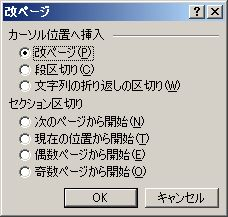 改ページ
カーソル位置へ挿入
改ページ(P)
段区切り(C)
文字列の折り返しの区切り(W)
セクション区切り
次のページから開始(N)
現在の位置から開始(T)
偶数ページから開始(E)
奇数ページから開始(O)
OK キャンセル